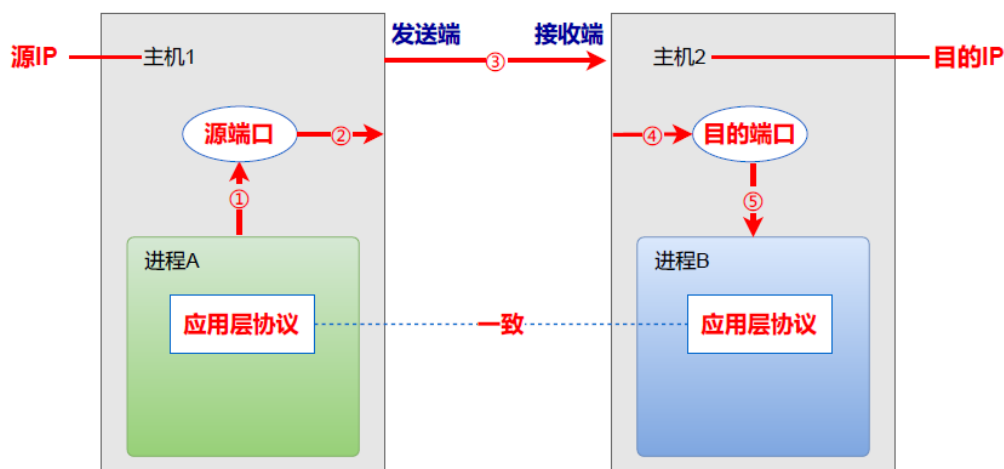 发送端 接收端
源IP 主机1 ③ 主机2 目的IP
源端口 ② ④ 目的端口
① ⑤
进程A 进程B
应用层协议 一致 应用层协议